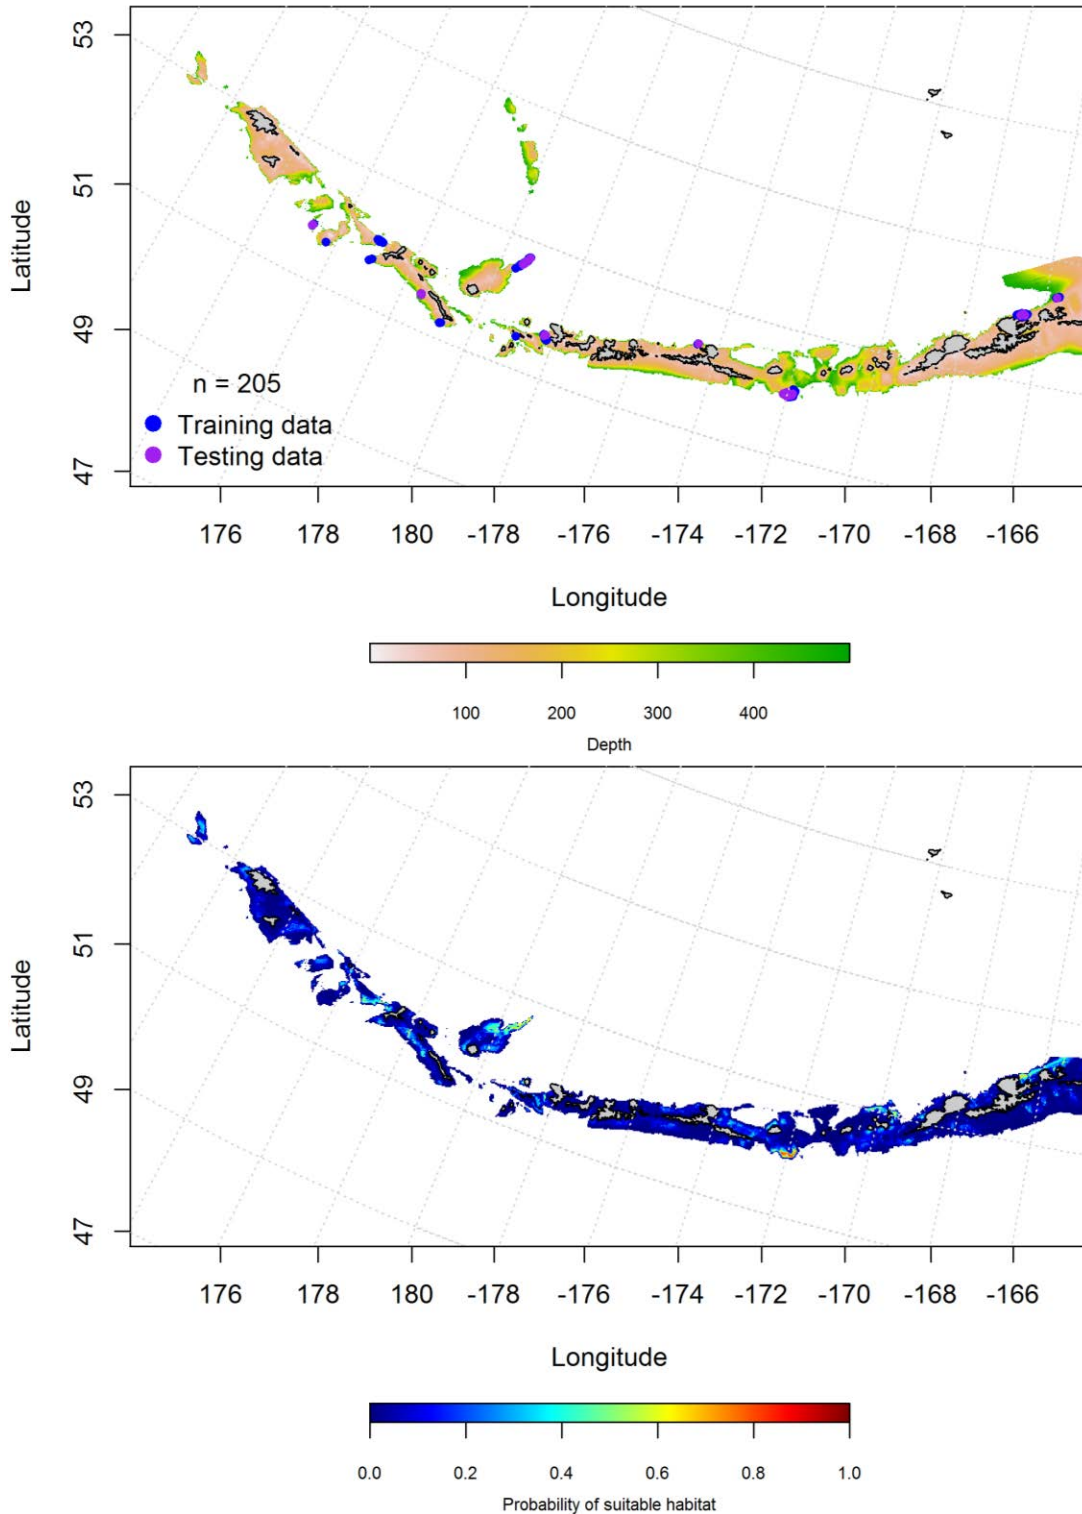 53
51
49
47
Latitude
n = 205
Training data
Testing data
176 178 180 -178 -176 -174 -172 -170 -168 -166
Longitude
100 200 300 400
Depth
53
51
49
47
Latitude
176 178 180 -178 -176 -174 -172 -170 -168 -166
Longitude
0.0 0.2 0.4 0.6 0.8 1.0
Probability of suitable habitat